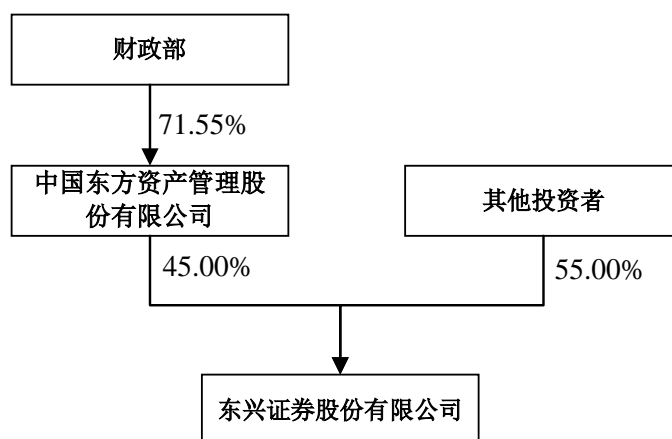 财政部
71.55%
中国东方资产管理股
份有限公司
其他投资者
45.00%
55.00%
东兴证券股份有限公司